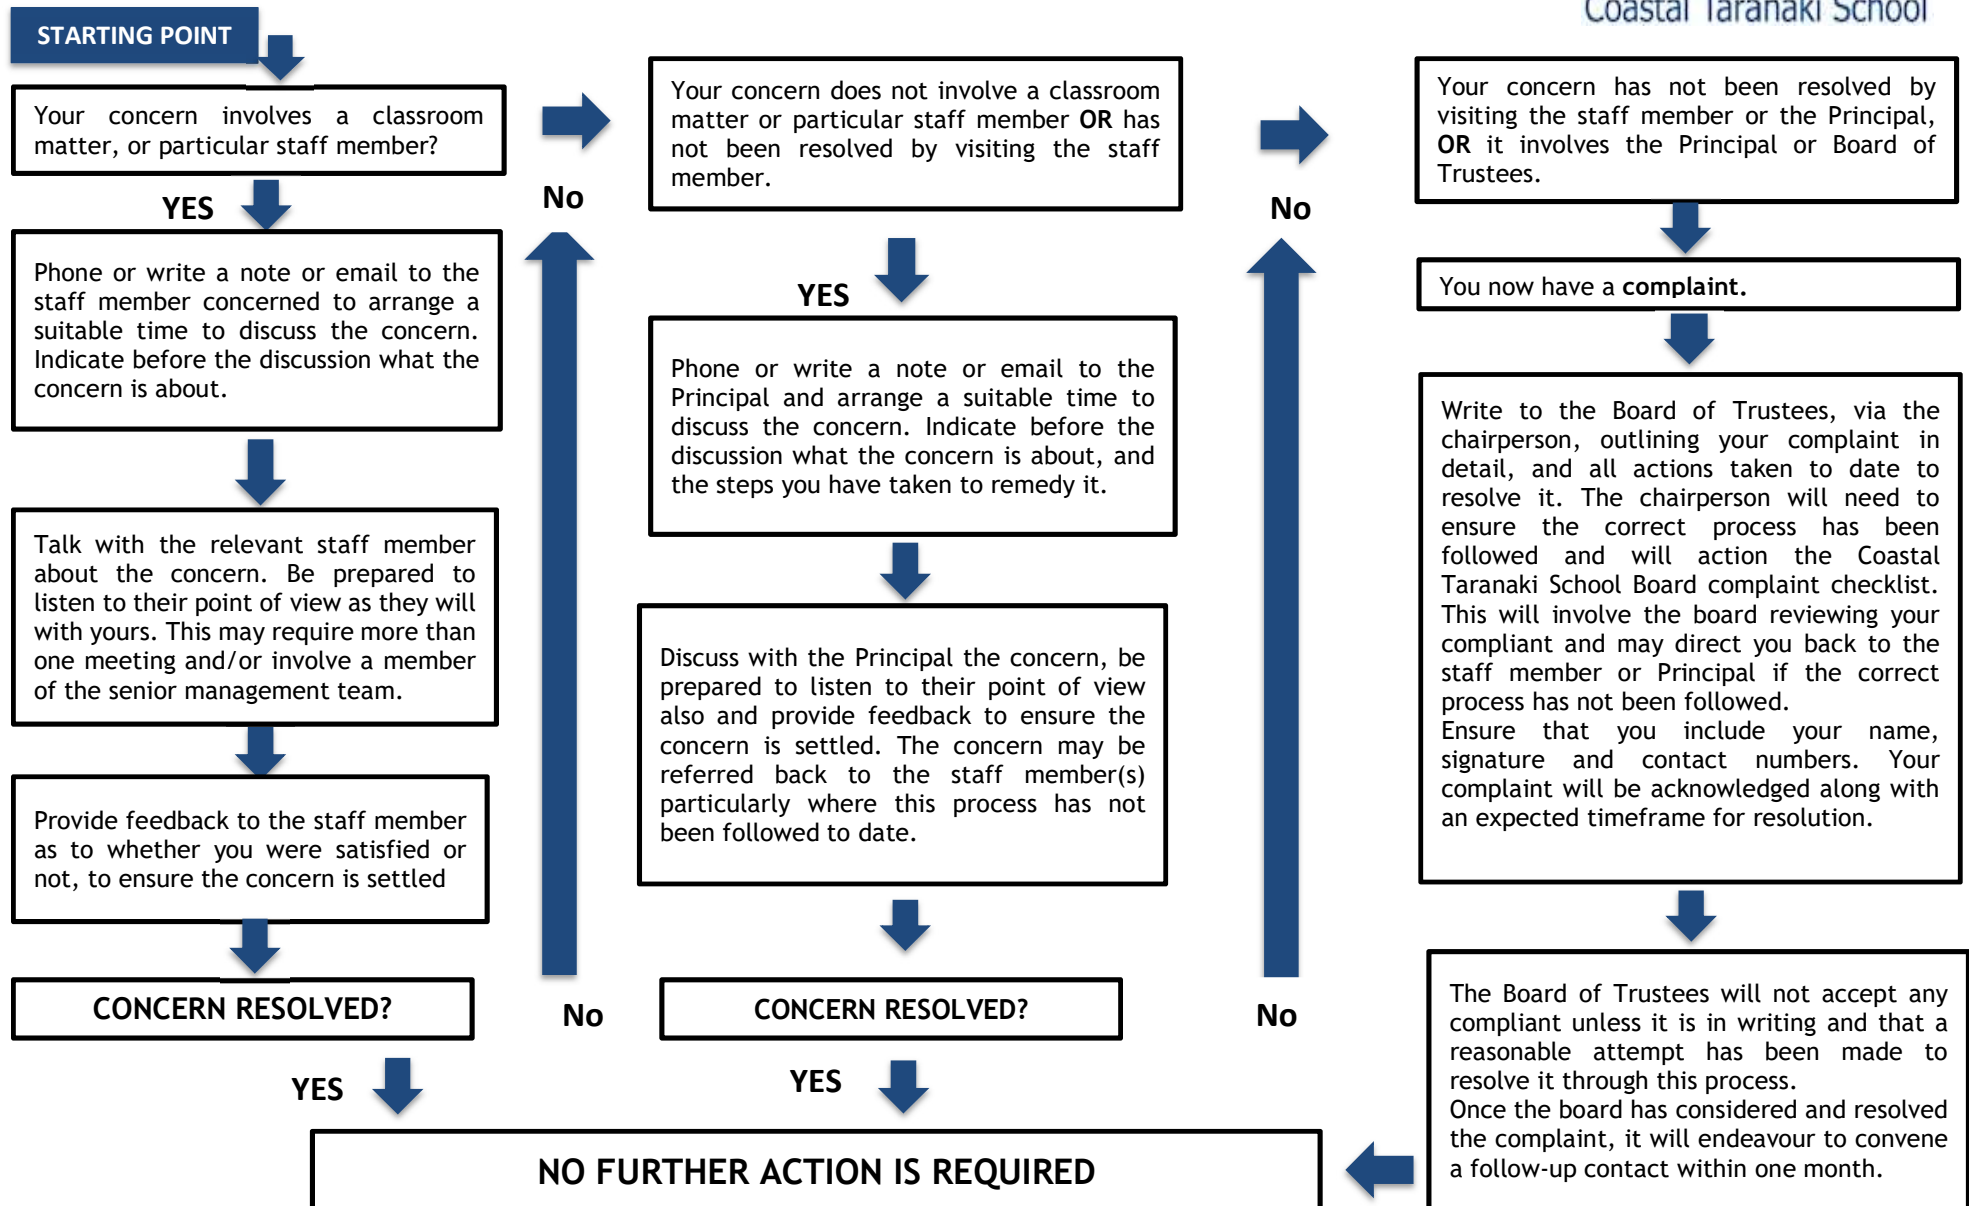 Coastal Taranaki School
STARTING POINT
Your concern involves a classroom
matter, or particular staff member?
YES
Phone or write a note or email to the
staff member concerned to arrange a
suitable time to discuss the concern.
Indicate before the discussion what the
concern is about.
Talk with the relevant staff member
about the concern. Be prepared to
listen to their point of view as they will
with yours. This may require more than
one meeting and/or involve a member
of the senior management team.
Provide feedback to the staff member
as to whether you were satisfied or
not, to ensure the concern is settled
CONCERN RESOLVED?
YES
No
No
Your concern does not involve a classroom
matter or particular staff member OR has
not been resolved by visiting the staff
member.
YES
Phone or write a note or email to the
Principal and arrange a suitable time to
discuss the concern. Indicate before the
discussion what the concern is about, and
the steps you have taken to remedy it.
Discuss with the Principal the concern, be
prepared to listen to their point of view
also and provide feedback to ensure the
concern is settled. The concern may be
referred back to the staff member(s)
particularly where this process has not
been followed to date.
CONCERN RESOLVED?
YES
No
No
Your concern has not been resolved by
visiting the staff member or the Principal,
OR it involves the Principal or Board of
Trustees.
You now have a complaint.
Write to the Board of Trustees, via the
chairperson, outlining your complaint in
detail, and all actions taken to date to
resolve it. The chairperson will need to
ensure the correct process has been
followed and will action the Coastal
Taranaki School Board complaint checklist.
This will involve the board reviewing your
compliant and may direct you back to the
staff member or Principal if the correct
process has not been followed.
Ensure that you include your name,
signature and contact numbers. Your
complaint will be acknowledged along with
an expected timeframe for resolution.
The Board of Trustees will not accept any
compliant unless it is in writing and that a
reasonable attempt has been made to
resolve it through this process.
Once the board has considered and resolved
the complaint, it will endeavour to convene
a follow-up contact within one month.
NO FURTHER ACTION IS REQUIRED